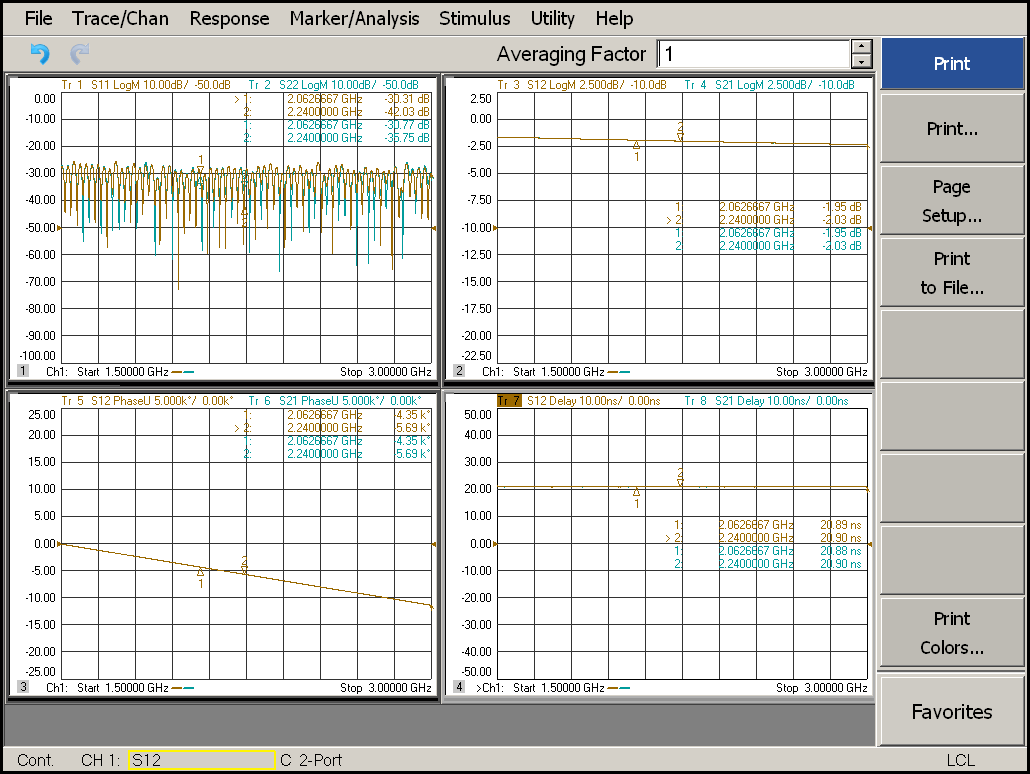 File Trace/Chan Response Marker/Analysis Stimulus Utility Help
Averaging Factor 1
Print
Print...
Page
Setup...
Print
to File...
Print
Colors...
Favorites
Tr 1 S11 LogM 10.00dB/ -50.0dB Tr 2 S22 LogM 10.00dB/ -50.0dB
0.00
-10.00
-20.00
-30.00
-40.00
-50.00
-60.00
-70.00
-80.00
-90.00
-100.00
>1: 2.0626667 GHz -30.31 dB
2: 2.2400000 GHz -42.03 dB
1: 2.0626667 GHz -30.77 dB
2: 2.2400000 GHz -35.75 dB
1
1 Ch1: Start 1.50000 GHz Stop 3.00000 GHz
Tr 3 S12 LogM 2.500dB/ -10.0dB Tr 4 S21 LogM 2.500dB/ -10.0dB
2.50
0.00
-2.50
-5.00
-7.50
-10.00
-12.50
-15.00
-17.50
-20.00
-22.50
2
1
1: 2.0626667 GHz -1.95 dB
> 2: 2.2400000 GHz -2.03 dB
1: 2.0626667 GHz -1.95 dB
2: 2.2400000 GHz -2.03 dB
2 Ch1: Start 1.50000 GHz Stop 3.00000 GHz
Tr 5 S12 PhaseU 5.000k°/ 0.00k° Tr 6 S21 PhaseU 5.000k°/ 0.00k°
25.00
20.00
15.00
10.00
5.00
0.00
-5.00
-10.00
-15.00
-20.00
-25.00
1: 2.0626667 GHz -4.35 k°
> 2: 2.2400000 GHz -5.69 k°
1: 2.0626667 GHz -4.35 k°
2: 2.2400000 GHz -5.69 k°
2
1
3 Ch1: Start 1.50000 GHz Stop 3.00000 GHz
Tr 7 S12 Delay 10.00ns/ 0.00ns Tr 8 S21 Delay 10.00ns/ 0.00ns
50.00
40.00
30.00
20.00
10.00
0.00
-10.00
-20.00
-30.00
-40.00
-50.00
2
1
1: 2.0626667 GHz 20.89 ns
> 2: 2.2400000 GHz 20.90 ns
1: 2.0626667 GHz 20.88 ns
2: 2.2400000 GHz 20.90 ns
4 >Ch1: Start 1.50000 GHz Stop 3.00000 GHz
Cont. CH 1: S12 C 2-Port LCL